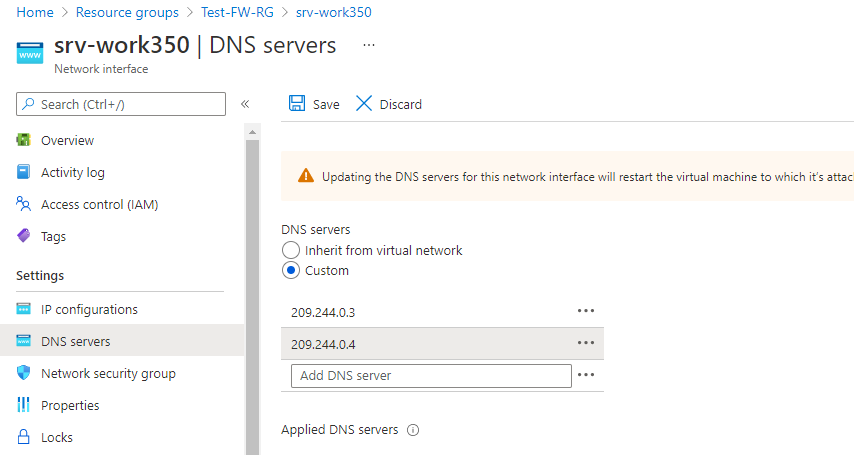 Home > Resource groups > Test-FW-RG > srv-work350
srv-work350 | DNS servers ...
Network interface
Search (Ctrl+/)
«
Save
Discard
Overview
Activity log
Access control (IAM)
Tags
Updating the DNS servers for this network interface will restart the virtual machine to which it's attac
DNS servers
Inherit from virtual network
Custom
Settings
IP configurations
DNS servers
Network security group
Properties
Locks
209.244.0.3 ...
209.244.0.4 ...
Add DNS server ...
Applied DNS servers